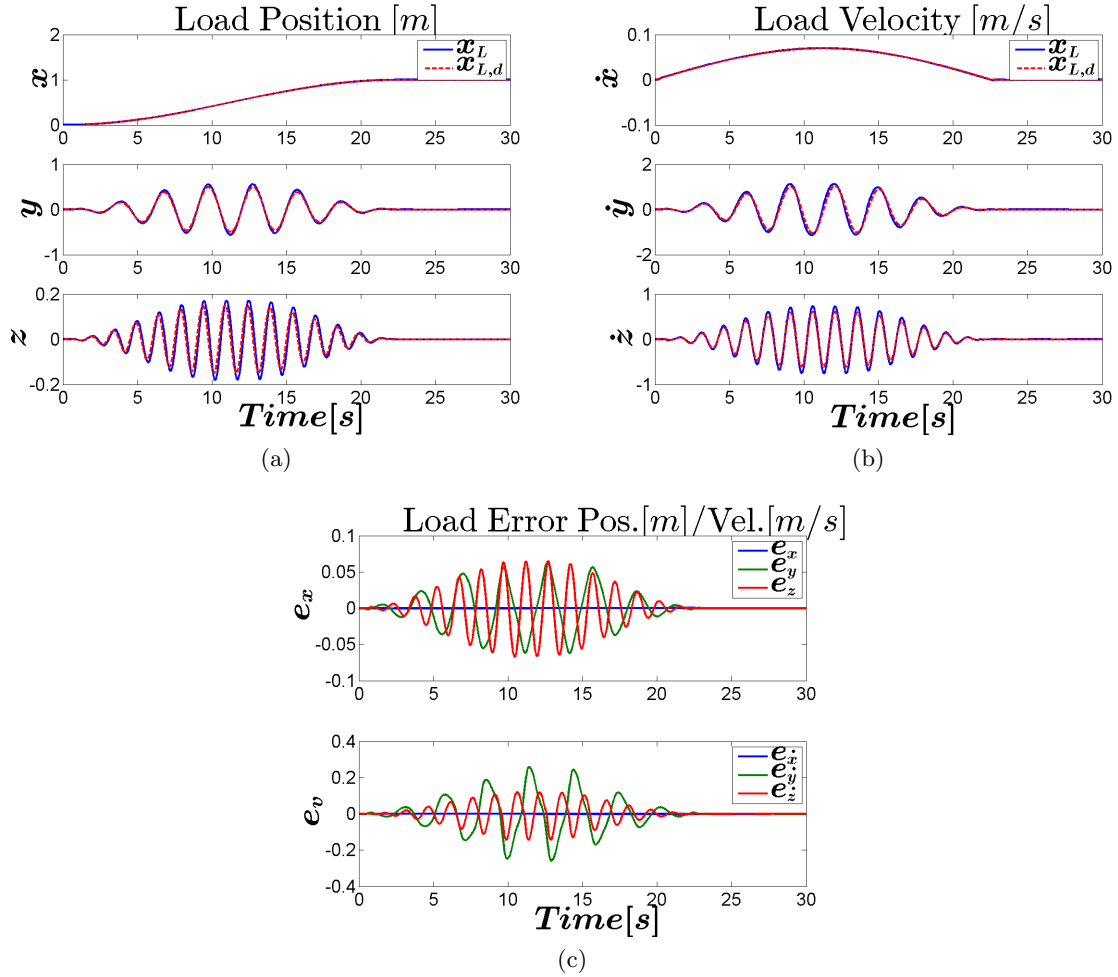 Load Position [m]
2
1
0
x
x_L
x_{L,d}
0 5 10 15 20 25 30
1
0
-1
y
0 5 10 15 20 25 30
0.2
0
-0.2
z
0 5 10 15 20 25 30
Time[s]
(a)
Load Velocity [m/s]
0.1
0
-0.1
ẋ
x_L
x_{L,d}
0 5 10 15 20 25 30
2
0
-2
ẏ
0 5 10 15 20 25 30
1
0
-1
ż
0 5 10 15 20 25 30
Time[s]
(b)
Load Error Pos.[m]/Vel.[m/s]
0.1
0.05
0
-0.05
-0.1
e_x
e_x
e_y
e_z
0 5 10 15 20 25 30
0.4
0.2
0
-0.2
-0.4
e_v
e_ẋ
e_ẏ
e_ż
0 5 10 15 20 25 30
Time[s]
(c)